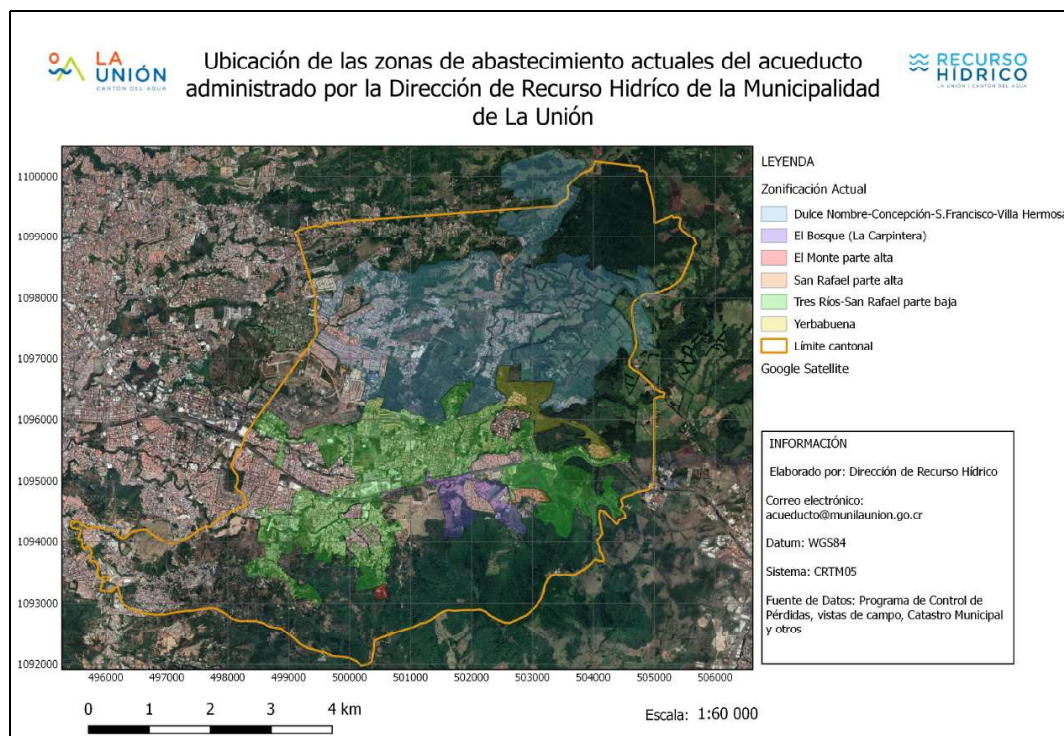 LA
UNIÓN
CANTÓN DEL AGUA
Ubicación de las zonas de abastecimiento actuales del acueducto
administrado por la Dirección de Recurso Hidríco de la Municipalidad
de La Unión
RECURSO
HÍDRICO
LA UNIÓN | CANTÓN DEL AGUA
1100000
1099000
1098000
1097000
1096000
1095000
1094000
1093000
1092000
496000 497000 498000 499000 500000 501000 502000 503000 504000 505000 506000
LEYENDA
Zonificación Actual
Dulce Nombre-Concepción-S.Francisco-Villa Hermosa
El Bosque (La Carpintera)
El Monte parte alta
San Rafael parte alta
Tres Ríos-San Rafael parte baja
Yerbabuena
Límite cantonal
Google Satellite
INFORMACIÓN
Elaborado por: Dirección de Recurso Hídrico
Correo electrónico:
acueducto@munilaunion.go.cr
Datum: WGS84
Sistema: CRTM05
Fuente de Datos: Programa de Control de
Pérdidas, vistas de campo, Catastro Municipal
y otros
0 1 2 3 4 km
Escala: 1:60 000